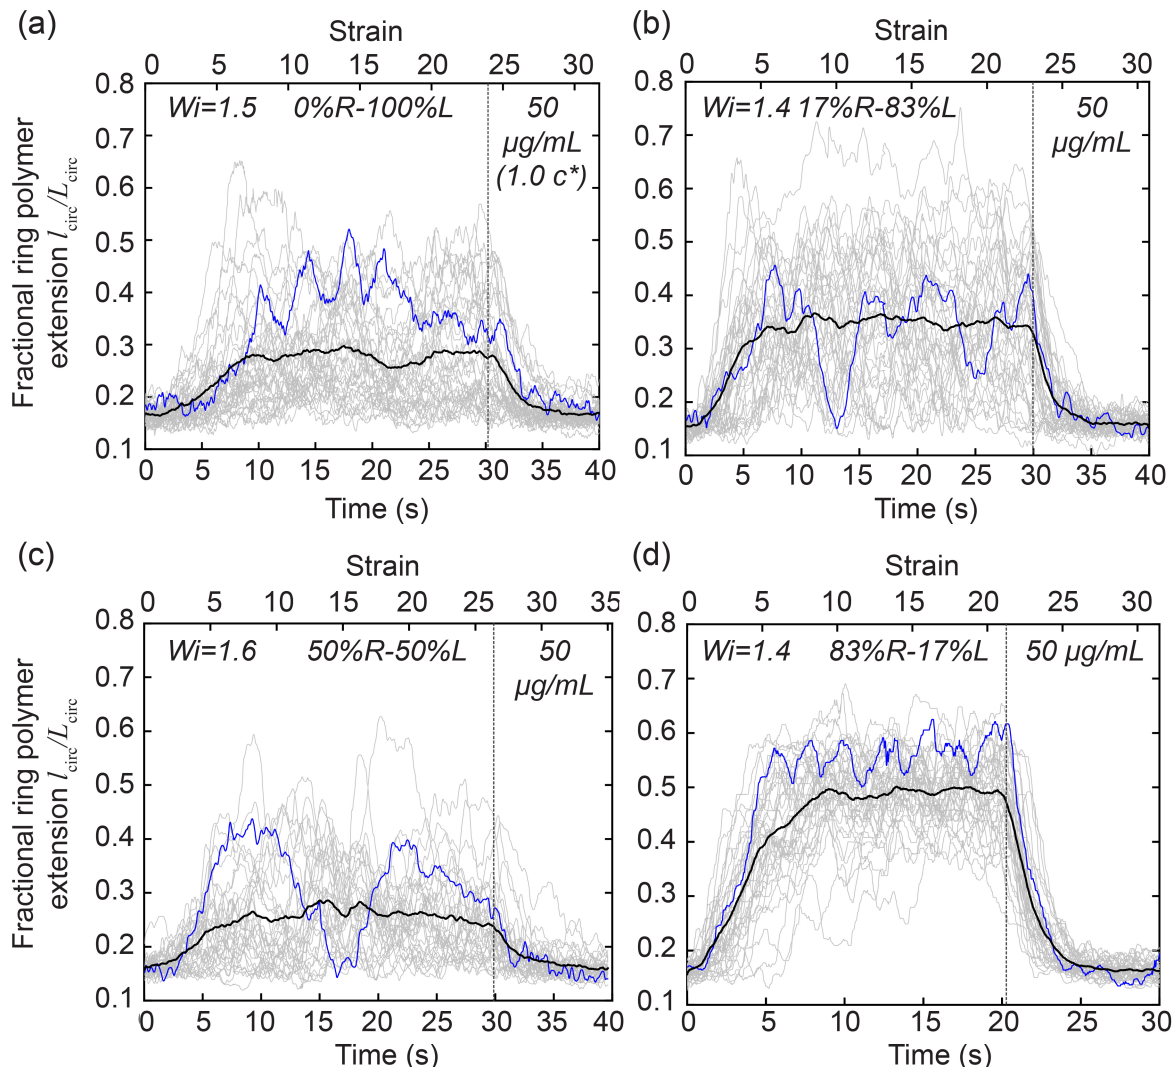 (a)
Strain
0 5 10 15 20 25 30
0.8
0.7
0.6
0.5
0.4
0.3
0.2
0.1
Fractional ring polymer
extension l_circ/L_circ
Wi=1.5 0%R-100%L
50
µg/mL
(1.0 c*)
0 5 10 15 20 25 30 35 40
Time (s)
(b)
Strain
0 5 10 15 20 25 30
0.8
0.7
0.6
0.5
0.4
0.3
0.2
0.1
Wi=1.4 17%R-83%L
50
µg/mL
0 5 10 15 20 25 30 35 40
Time (s)
(c)
Strain
0 5 10 15 20 25 30 35
0.8
0.7
0.6
0.5
0.4
0.3
0.2
0.1
Fractional ring polymer
extension l_circ/L_circ
Wi=1.6 50%R-50%L
50
µg/mL
0 5 10 15 20 25 30 35 40
Time (s)
(d)
Strain
0 5 10 15 20 25 30
0.8
0.7
0.6
0.5
0.4
0.3
0.2
0.1
Wi=1.4 83%R-17%L 50 µg/mL
0 5 10 15 20 25 30
Time (s)